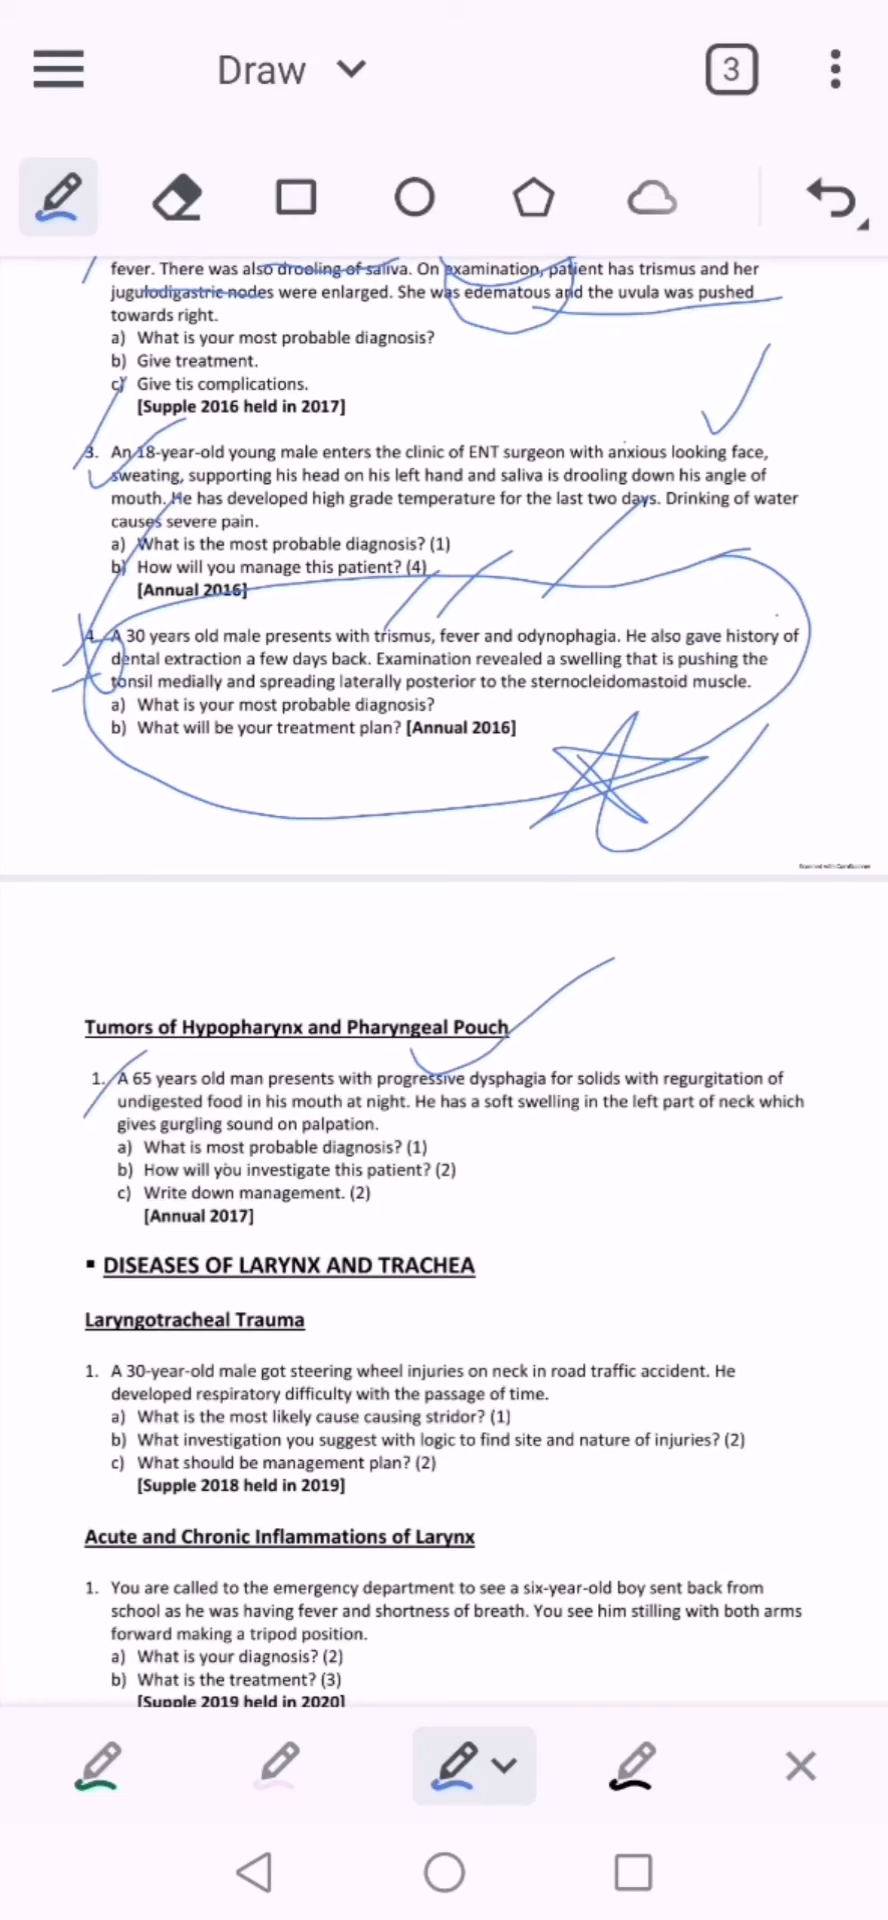 Draw
3
fever. There was also drooling of saliva. On examination, patient has trismus and her
jugulodigastric nodes were enlarged. She was edematous and the uvula was pushed
towards right.
a) What is your most probable diagnosis?
b) Give treatment.
c) Give tis complications.
[Supple 2016 held in 2017]
3. An 18-year-old young male enters the clinic of ENT surgeon with anxious looking face,
sweating, supporting his head on his left hand and saliva is drooling down his angle of
mouth. He has developed high grade temperature for the last two days. Drinking of water
causes severe pain.
a) What is the most probable diagnosis? (1)
b) How will you manage this patient? (4)
[Annual 2016]
4. A 30 years old male presents with trismus, fever and odynophagia. He also gave history of
dental extraction a few days back. Examination revealed a swelling that is pushing the
tonsil medially and spreading laterally posterior to the sternocleidomastoid muscle.
a) What is your most probable diagnosis?
b) What will be your treatment plan? [Annual 2016]
Scanned with CamScanner
Tumors of Hypopharynx and Pharyngeal Pouch
1. A 65 years old man presents with progressive dysphagia for solids with regurgitation of
undigested food in his mouth at night. He has a soft swelling in the left part of neck which
gives gurgling sound on palpation.
a) What is most probable diagnosis? (1)
b) How will you investigate this patient? (2)
c) Write down management. (2)
[Annual 2017]
▪ DISEASES OF LARYNX AND TRACHEA
Laryngotracheal Trauma
1. A 30-year-old male got steering wheel injuries on neck in road traffic accident. He
developed respiratory difficulty with the passage of time.
a) What is the most likely cause causing stridor? (1)
b) What investigation you suggest with logic to find site and nature of injuries? (2)
c) What should be management plan? (2)
[Supple 2018 held in 2019]
Acute and Chronic Inflammations of Larynx
1. You are called to the emergency department to see a six-year-old boy sent back from
school as he was having fever and shortness of breath. You see him stilling with both arms
forward making a tripod position.
a) What is your diagnosis? (2)
b) What is the treatment? (3)
[Supple 2019 held in 2020]